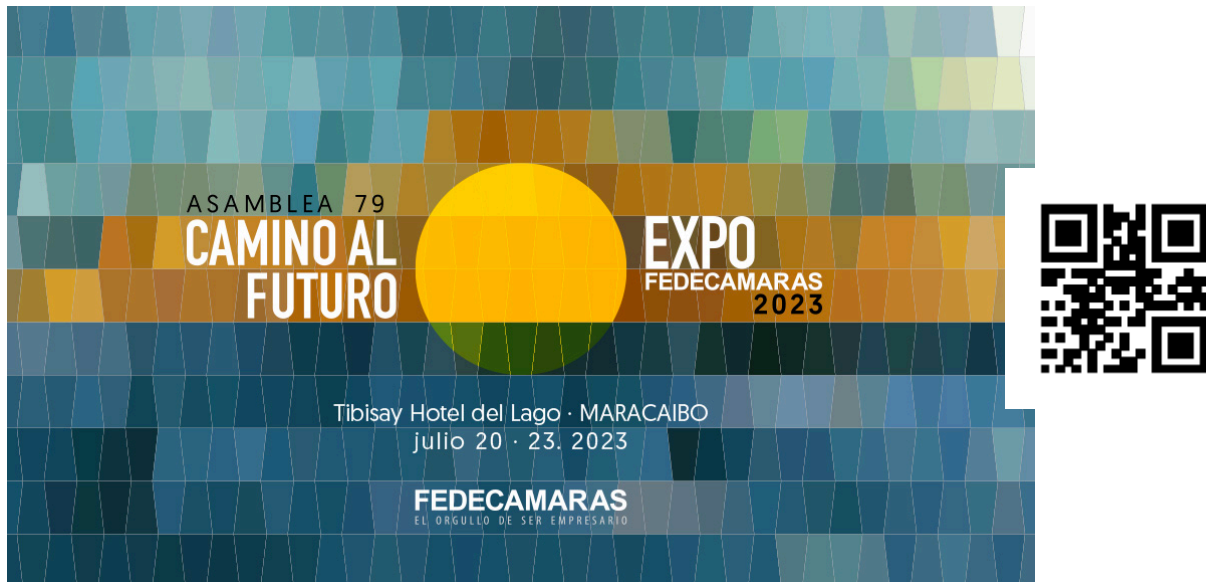 ASAMBLEA 79
CAMINO AL
FUTURO
EXPO
FEDECAMARAS
2023
Tibisay Hotel del Lago · MARACAIBO
julio 20 · 23. 2023
FEDECAMARAS
EL ORGULLO DE SER EMPRESARIO